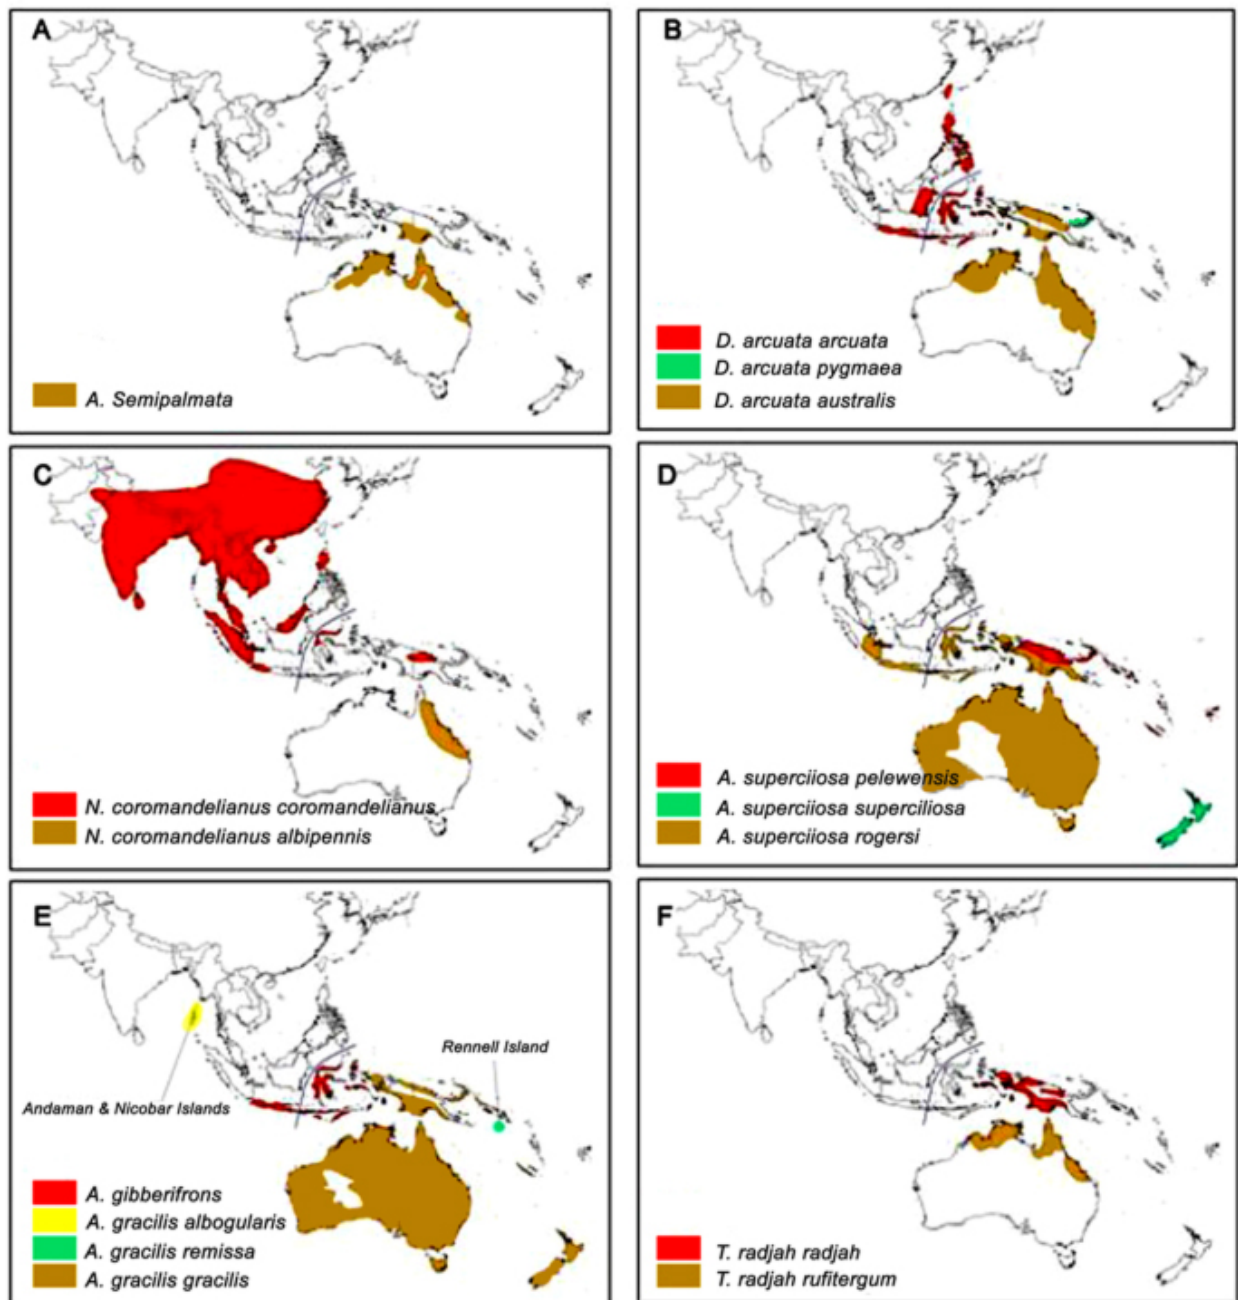 A
A. Semipalmata
B
D. arcuata arcuata
D. arcuata pygmaea
D. arcuata australis
C
N. coromandelianus coromandelianus
N. coromandelianus albipennis
D
A. superciiosa pelewensis
A. superciiosa superciliosa
A. superciiosa rogersi
E
Rennell Island
Andaman & Nicobar Islands
A. gibberifrons
A. gracilis albogularis
A. gracilis remissa
A. gracilis gracilis
F
T. radjah radjah
T. radjah rufitergum